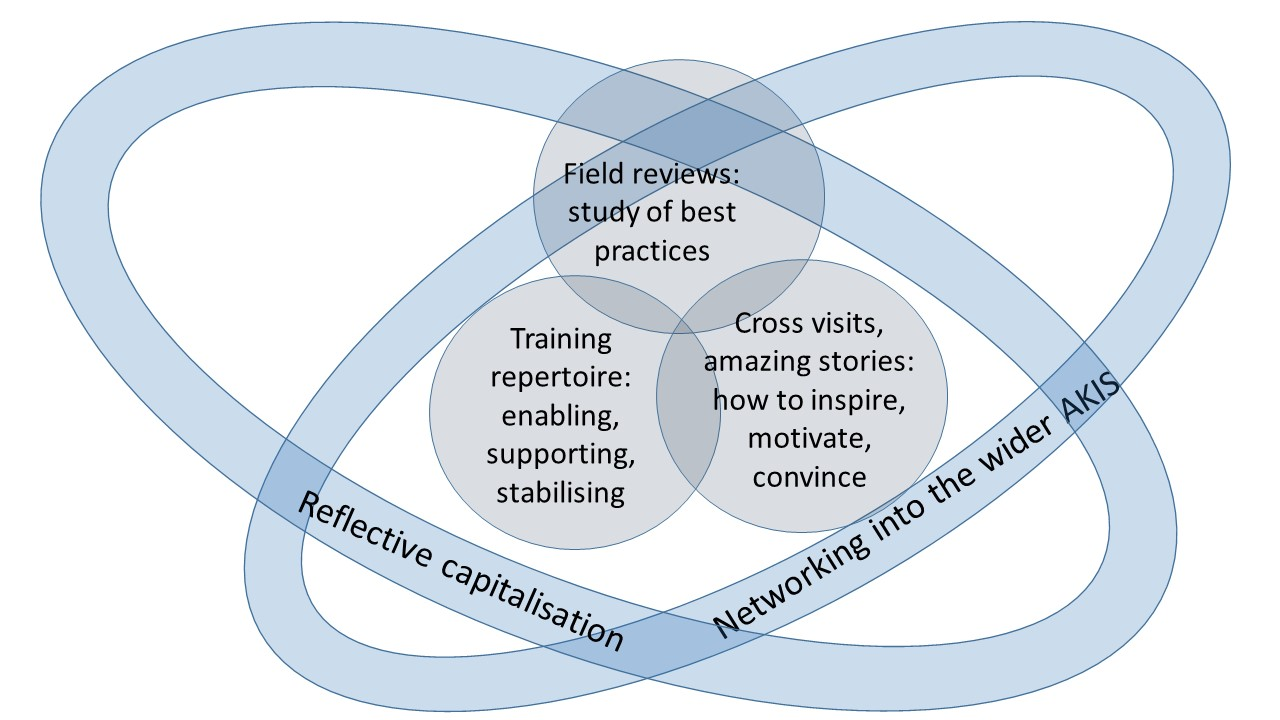 Field reviews:
study of best
practices
Training
repertoire:
enabling,
supporting,
stabilising
Cross visits,
amazing stories:
how to inspire,
motivate,
convince
Reflective capitalisation
Networking into the wider AKIS